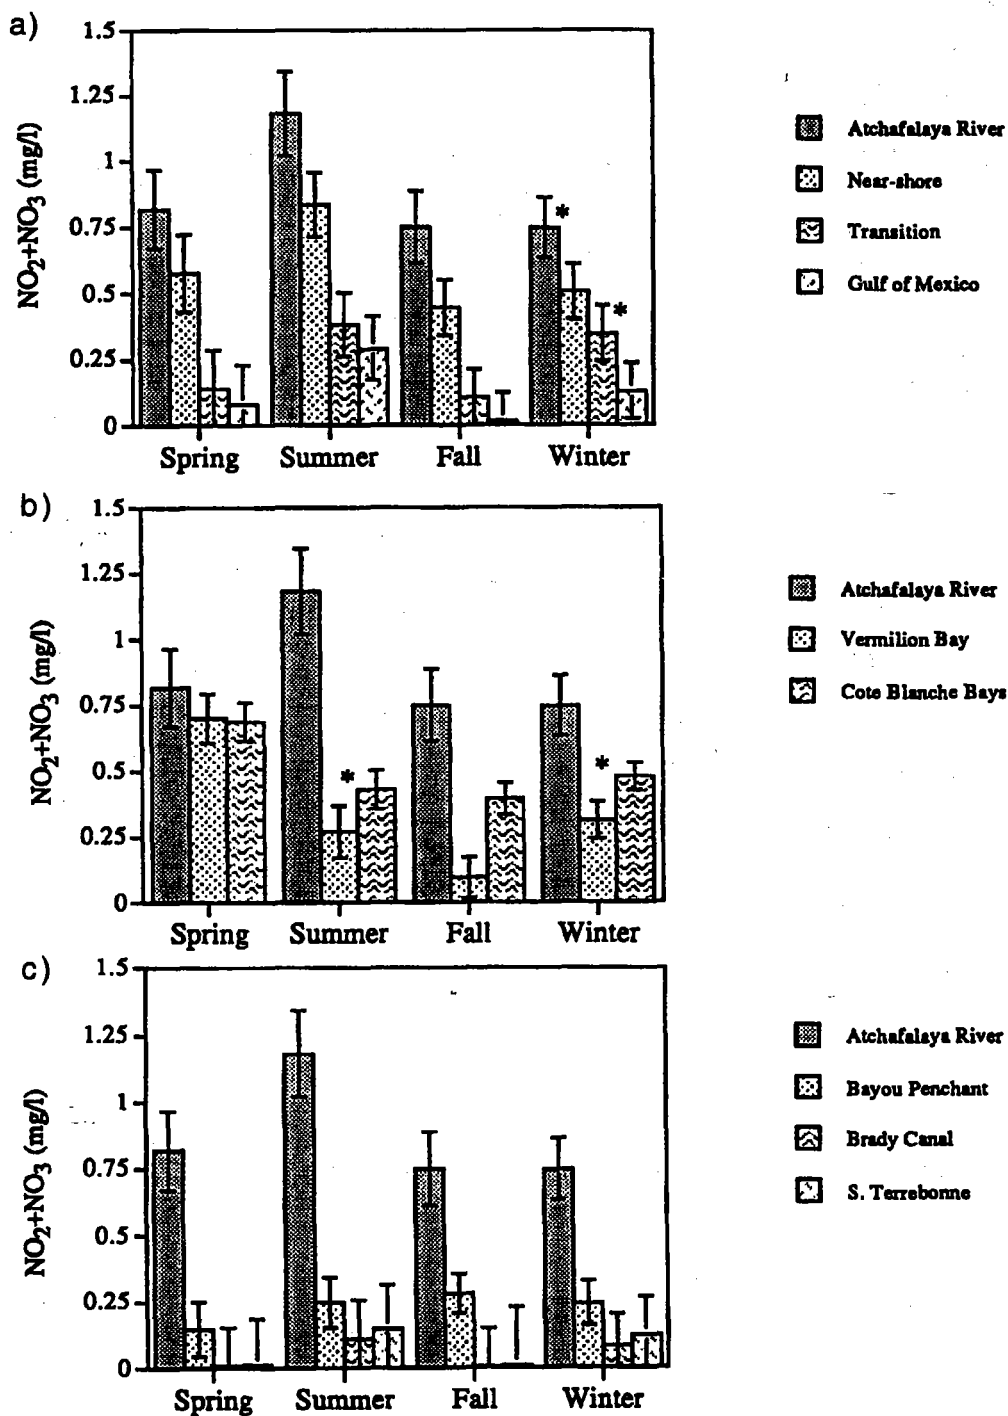 a)
1.5
1.25
1
0.75
0.5
0.25
0
NO2+NO3 (mg/l)
*
*
Spring Summer Fall Winter
Atchafalaya River
Near-shore
Transition
Gulf of Mexico
b)
1.5
1.25
1
0.75
0.5
0.25
0
NO2+NO3 (mg/l)
*
*
Spring Summer Fall Winter
Atchafalaya River
Vermilion Bay
Cote Blanche Bays
c)
1.5
1.25
1
0.75
0.5
0.25
0
NO2+NO3 (mg/l)
Spring Summer Fall Winter
Atchafalaya River
Bayou Penchant
Brady Canal
S. Terrebonne